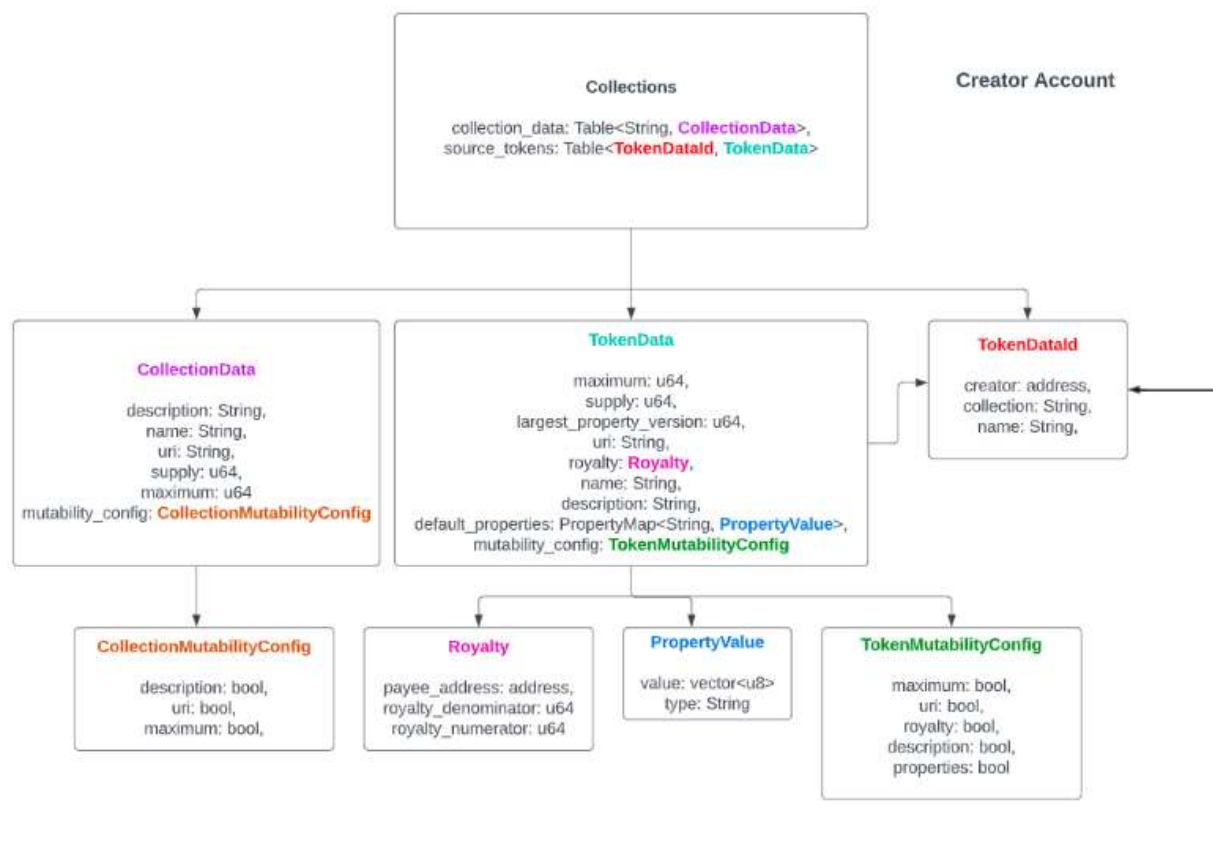 Collections
collection_data: Table<String, CollectionData>,
source_tokens: Table<TokenDataId, TokenData>
Creator Account
CollectionData
description: String,
name: String,
uri: String,
supply: u64,
maximum: u64
mutability_config: CollectionMutabilityConfig
TokenData
maximum: u64,
supply: u64,
largest_property_version: u64,
uri: String,
royalty: Royalty,
name: String,
description: String,
default_properties: PropertyMap<String, PropertyValue>,
mutability_config: TokenMutabilityConfig
TokenDataId
creator: address,
collection: String,
name: String,
CollectionMutabilityConfig
description: bool,
uri: bool,
maximum: bool,
Royalty
payee_address: address,
royalty_denominator: u64
royalty_numerator: u64
PropertyValue
value: vector<u8>
type: String
TokenMutabilityConfig
maximum: bool,
uri: bool,
royalty: bool,
description: bool,
properties: bool